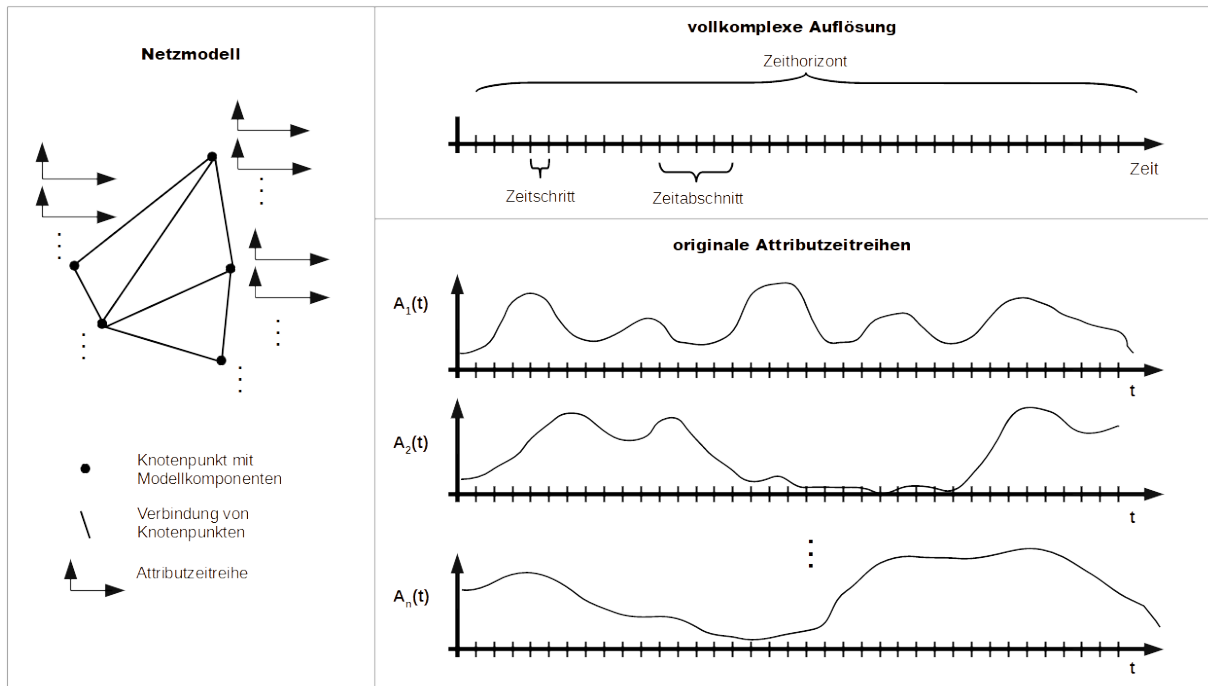 Netzmodell
Knotenpunkt mit
Modellkomponenten
Verbindung von
Knotenpunkten
Attributzeitreihe
vollkomplexe Auflösung
Zeithorizont
Zeit
Zeitschritt
Zeitabschnitt
originale Attributzeitreihen
A₁(t)
t
A₂(t)
t
Aₙ(t)
t